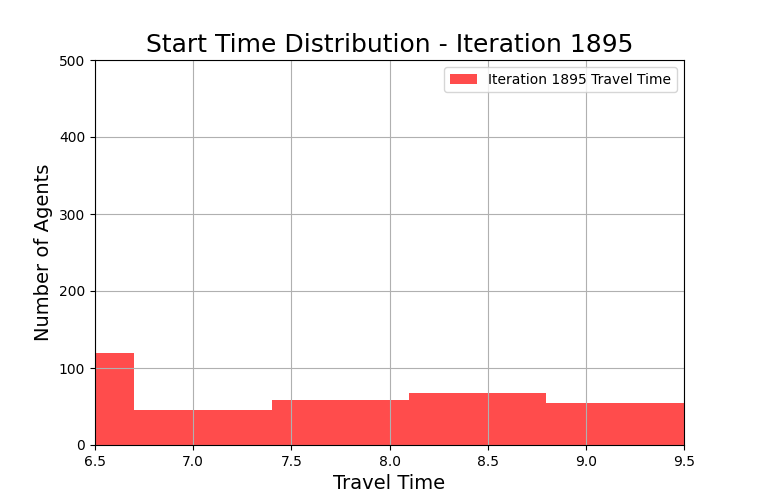 Start Time Distribution - Iteration 1895
Iteration 1895 Travel Time
Number of Agents
500
400
300
200
100
0
6.5 7.0 7.5 8.0 8.5 9.0 9.5
Travel Time